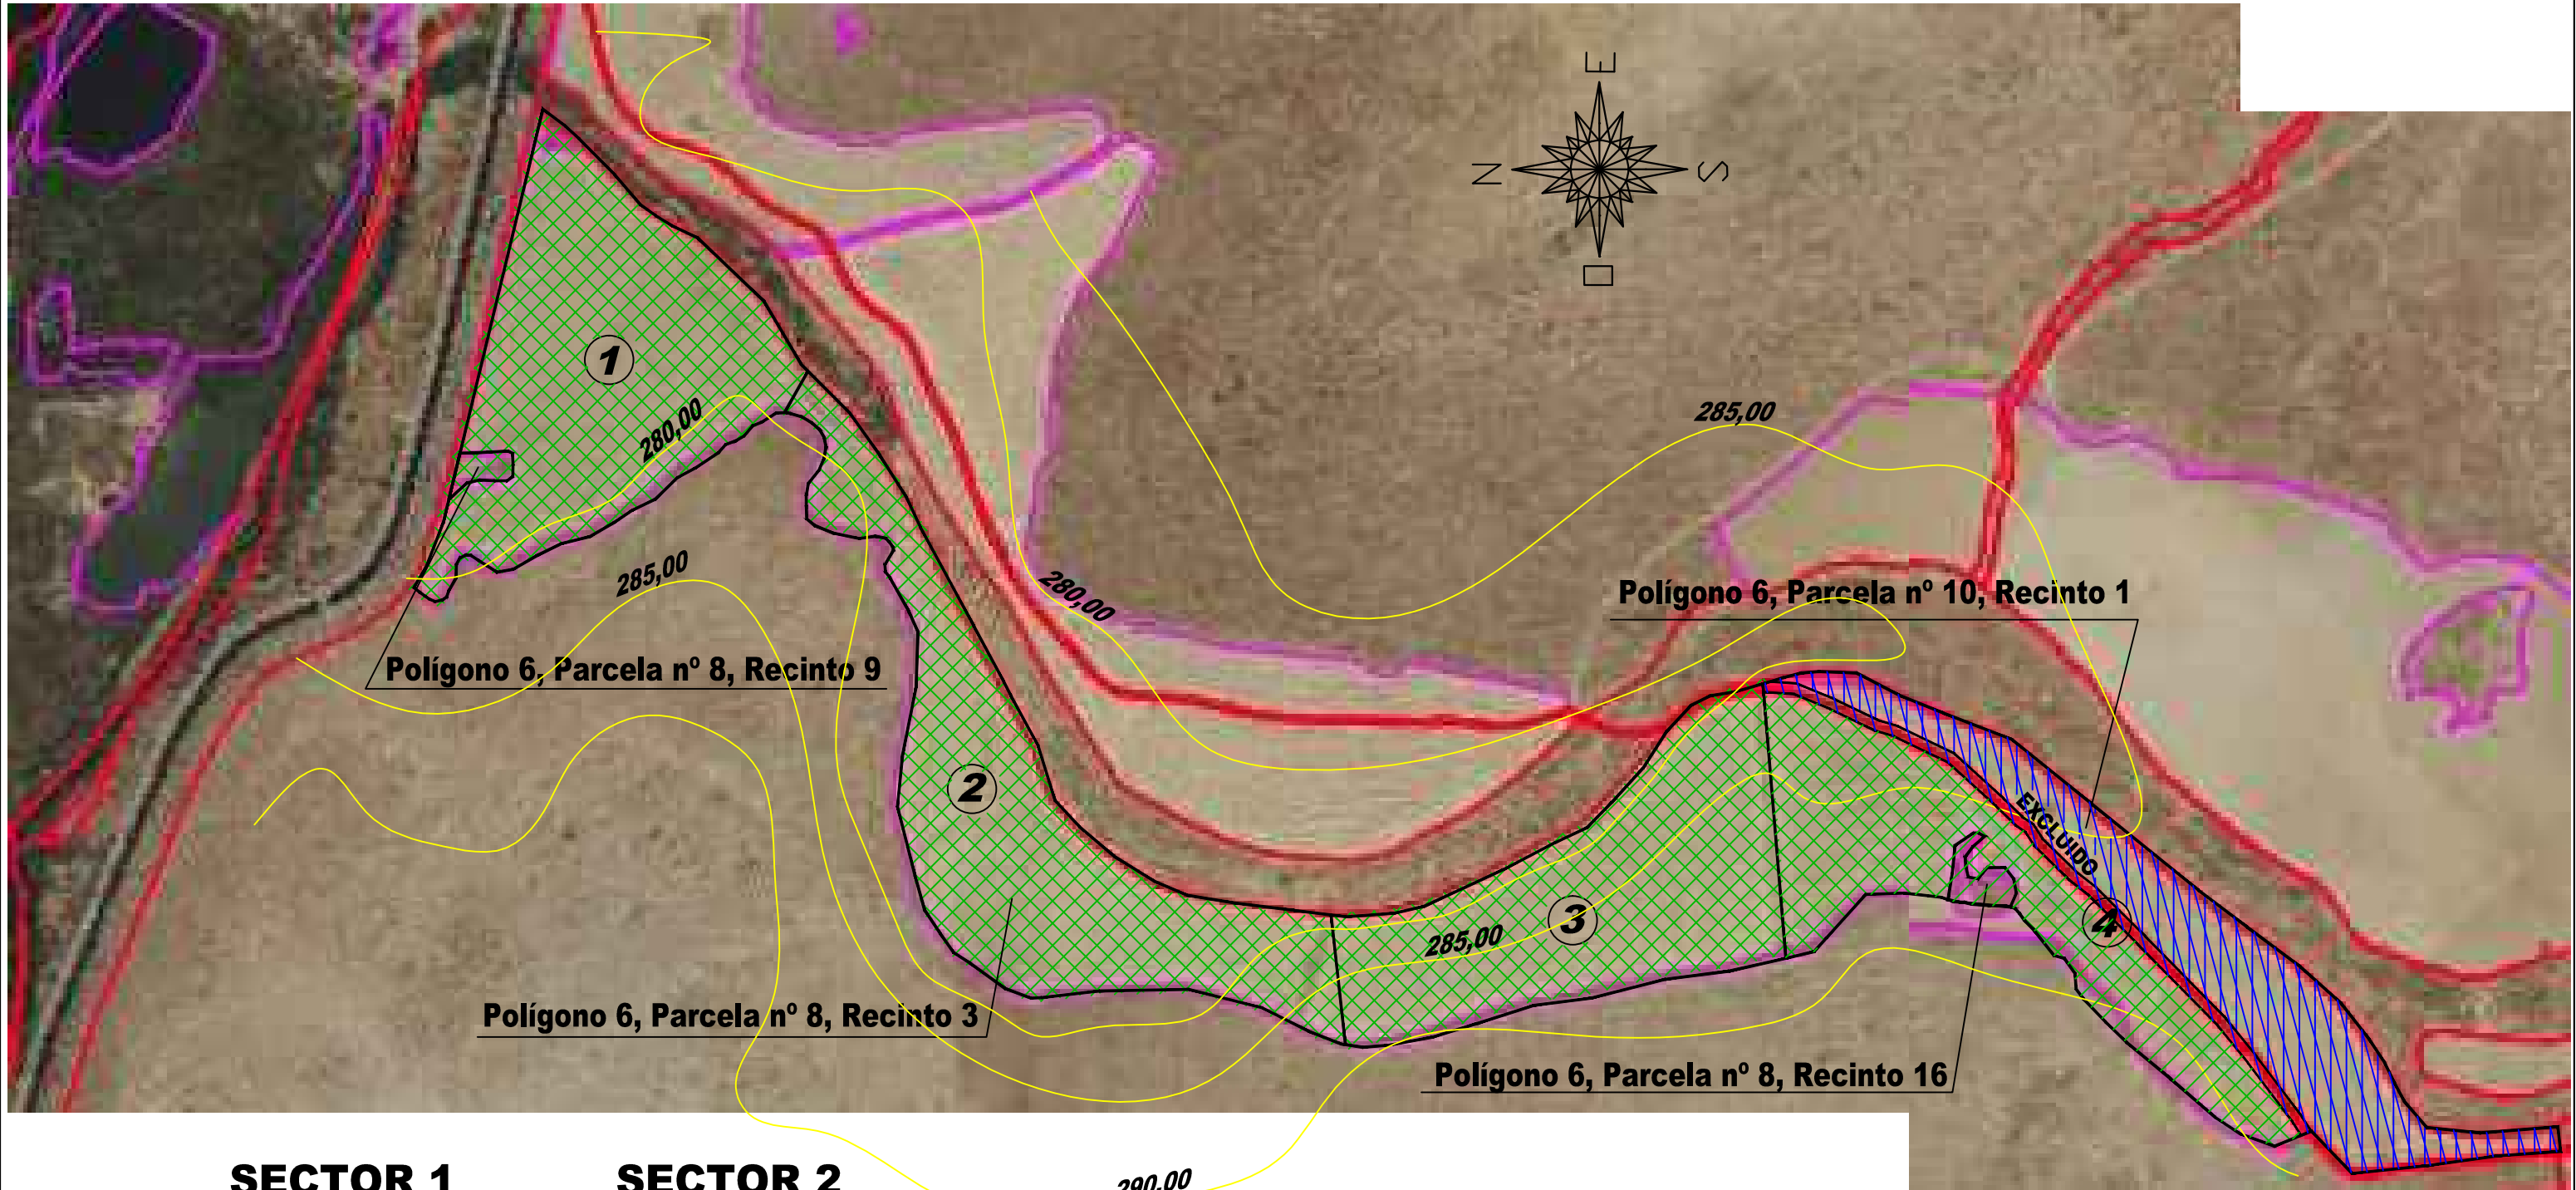 E
N
S
O
1
280,00
285,00
285,00
Polígono 6, Parcela nº 10, Recinto 1
280,00
Polígono 6, Parcela nº 8, Recinto 9
2
EXCLUIDO
3
4
285,00
Polígono 6, Parcela nº 8, Recinto 3
Polígono 6, Parcela nº 8, Recinto 16
SECTOR 1
SECTOR 2
290,00